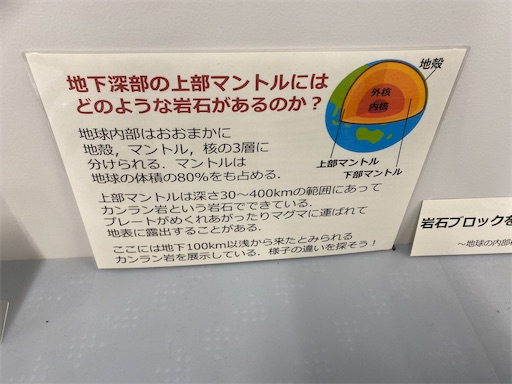 地下深部の上部マントルには
どのような岩石があるのか？
地殻
外核
内核
上部マントル
下部マントル
地球内部はおおまかに
地殻，マントル，核の3層に
分けられる．マントルは
地球の体積の80%をも占める．
上部マントルは深さ30～400kmの範囲にあって
カンラン岩という岩石でできている．
プレートがめくれあがったりマグマに運ばれて
地表に露出することがある．
ここには地下100km以浅から来たとみられる
カンラン岩を展示している．様子の違いを探そう！
岩石ブロックを
～地球の内部